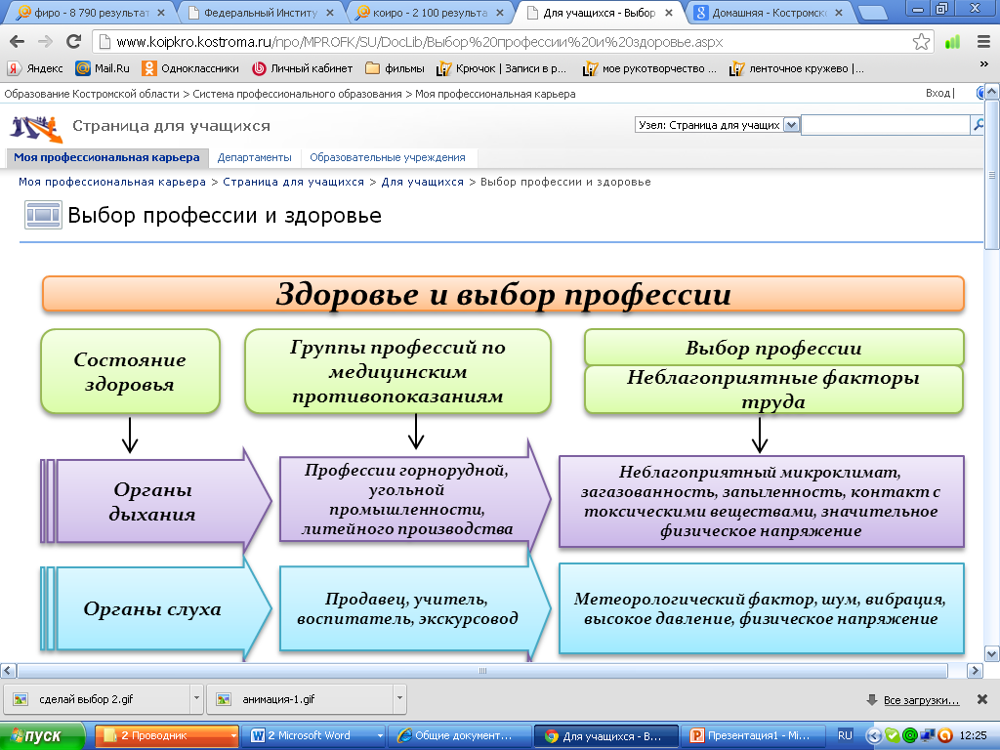 фиро - 8 790 результат
Федеральный Институ
коиро - 2 100 результа
Для учащихся - Выбор
Домашняя - Костромско
www.koipkro.kostroma.ru/npo/MPROFK/SU/DocLib/Выбор%20профессии%20и%20здоровье.aspx
Яндекс
Mail.Ru
Одноклассники
Личный кабинет
фильмы
Крючок | Записи в р...
мое рукотворчество ...
ленточное кружево |...
»
Образование Костромской области > Система профессионального образования > Моя профессиональная карьера
Вход |
Страница для учащихся
Узел: Страница для учащих
Моя профессиональная карьера
Департаменты
Образовательные учреждения
Моя профессиональная карьера > Страница для учащихся > Для учащихся > Выбор профессии и здоровье
Выбор профессии и здоровье
Здоровье и выбор профессии
Состояние
здоровья
Группы профессий по
медицинским
противопоказаниям
Выбор профессии
Неблагоприятные факторы
труда
Органы
дыхания
Профессии горнорудной,
угольной
промышленности,
литейного производства
Неблагоприятный микроклимат,
загазованность, запыленность, контакт с
токсическими веществами, значительное
физическое напряжение
Органы слуха
Продавец, учитель,
воспитатель, экскурсовод
Метеорологический фактор, шум, вибрация,
высокое давление, физическое напряжение
сделай выбор 2.gif
анимация-1.gif
Все загрузки...
пуск
2 Проводник
2 Microsoft Word
Общие документ...
Для учащихся - В...
Презентация1 - Mi...
RU
12:25